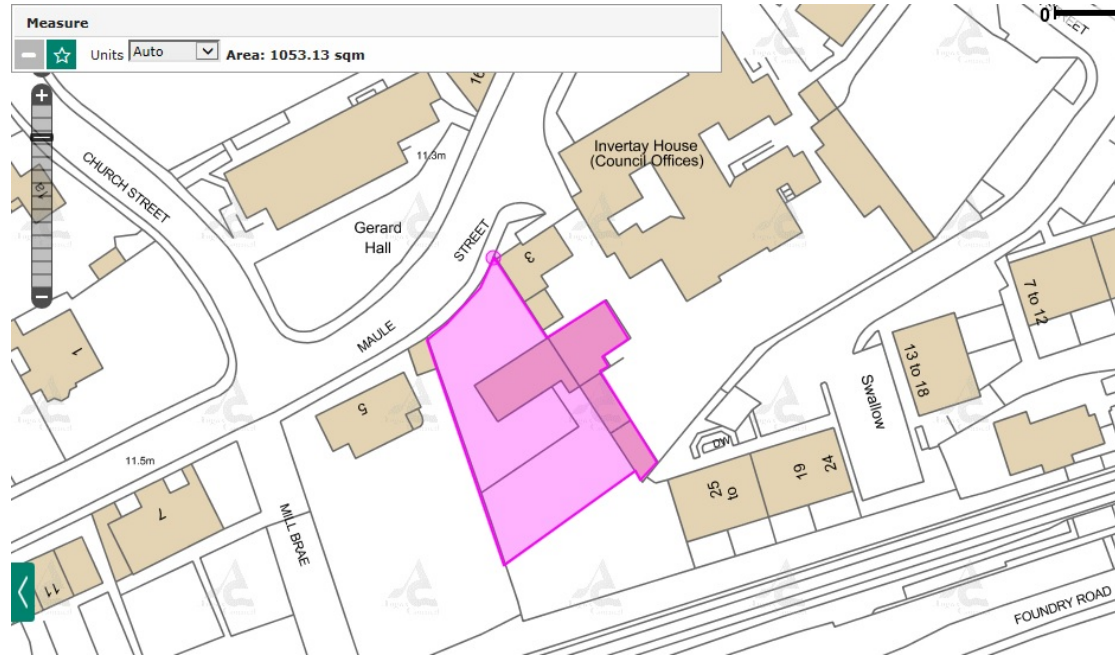 Measure
Units Auto Area: 1053.13 sqm
0
STREET
16
CHURCH STREET
11.3m
Invertay House
(Council Offices)
Gerard
Hall
STREET
3
MAULE
1
5
7 to 12
13 to 18
Swallow
11.5m
25
to
19
24
7
MILL BRAE
11
FOUNDRY ROAD